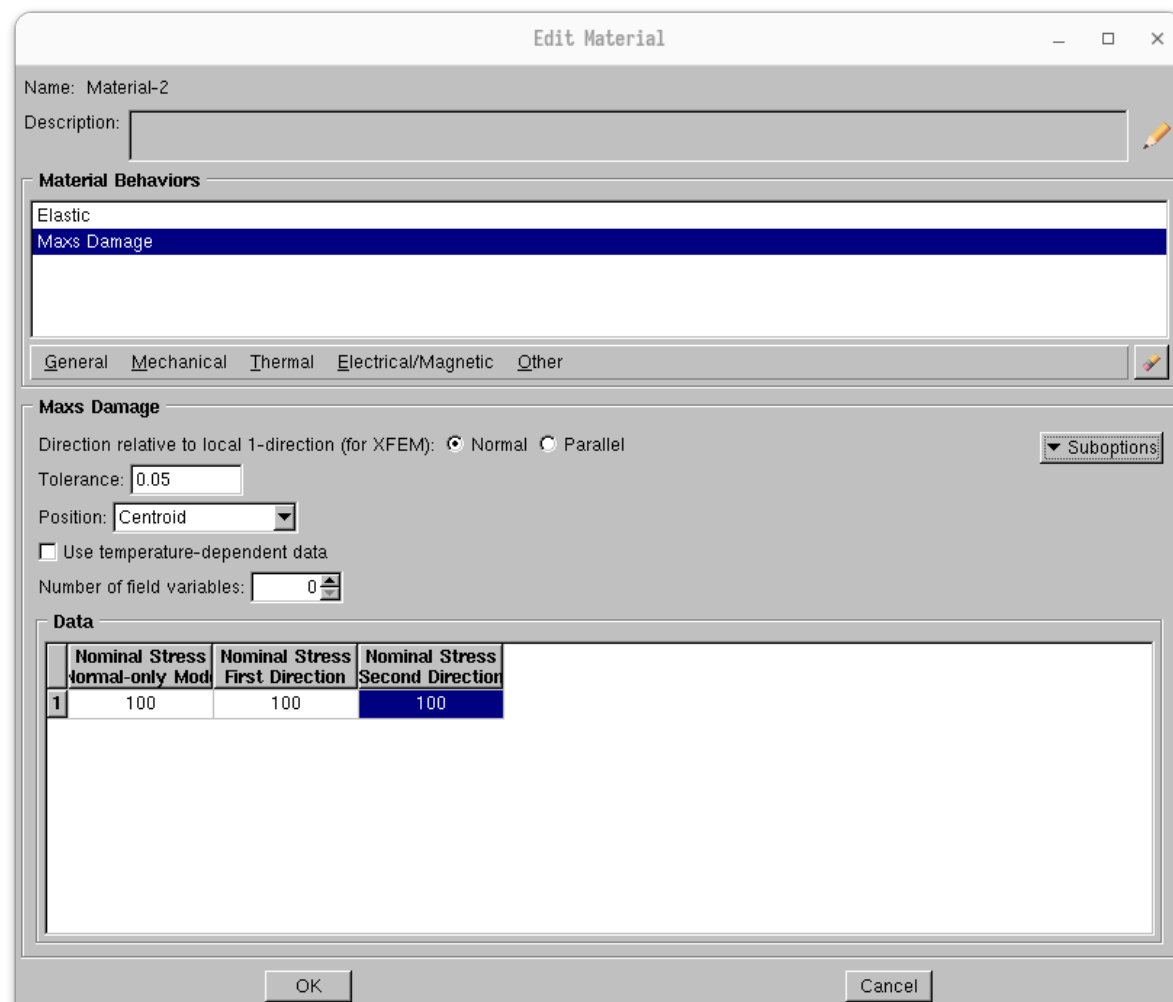 Edit Material
Name: Material-2
Description:
Material Behaviors
Elastic
Maxs Damage
General Mechanical Thermal Electrical/Magnetic Other
Maxs Damage
Direction relative to local 1-direction (for XFEM): Normal Parallel
Suboptions
Tolerance: 0.05
Position: Centroid
Use temperature-dependent data
Number of field variables: 0
Data
Nominal Stress Nominal Stress Nominal Stress
Normal-only Mod First Direction Second Direction
1 100 100 100
OK Cancel